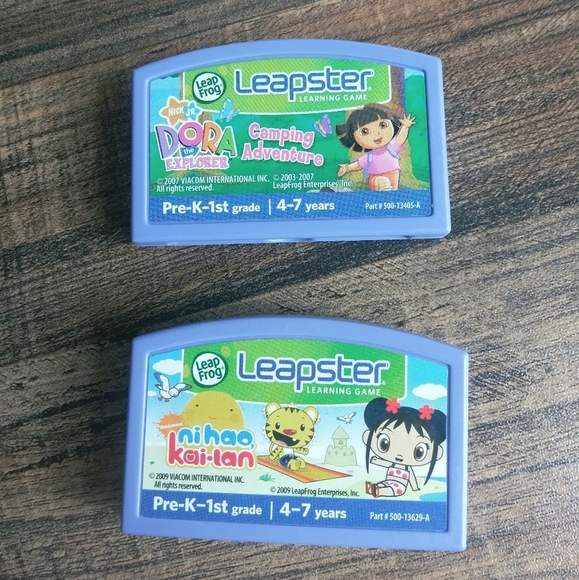 Leap Frog
Leapster
LEARNING GAME
NICK JR.
DORA the EXPLORER
Camping Adventure
© 2007 VIACOM INTERNATIONAL INC. © 2003-2007
All rights reserved. LeapFrog Enterprises, Inc.
Pre-K–1st grade | 4–7 years Part # 500-13405-A
Leap Frog
Leapster
LEARNING GAME
Nickelodeon
ni hao, kai-lan
© 2009 VIACOM INTERNATIONAL INC.
All rights reserved. © 2009 LeapFrog Enterprises, Inc.
Pre-K–1st grade | 4–7 years Part # 500-13629-A